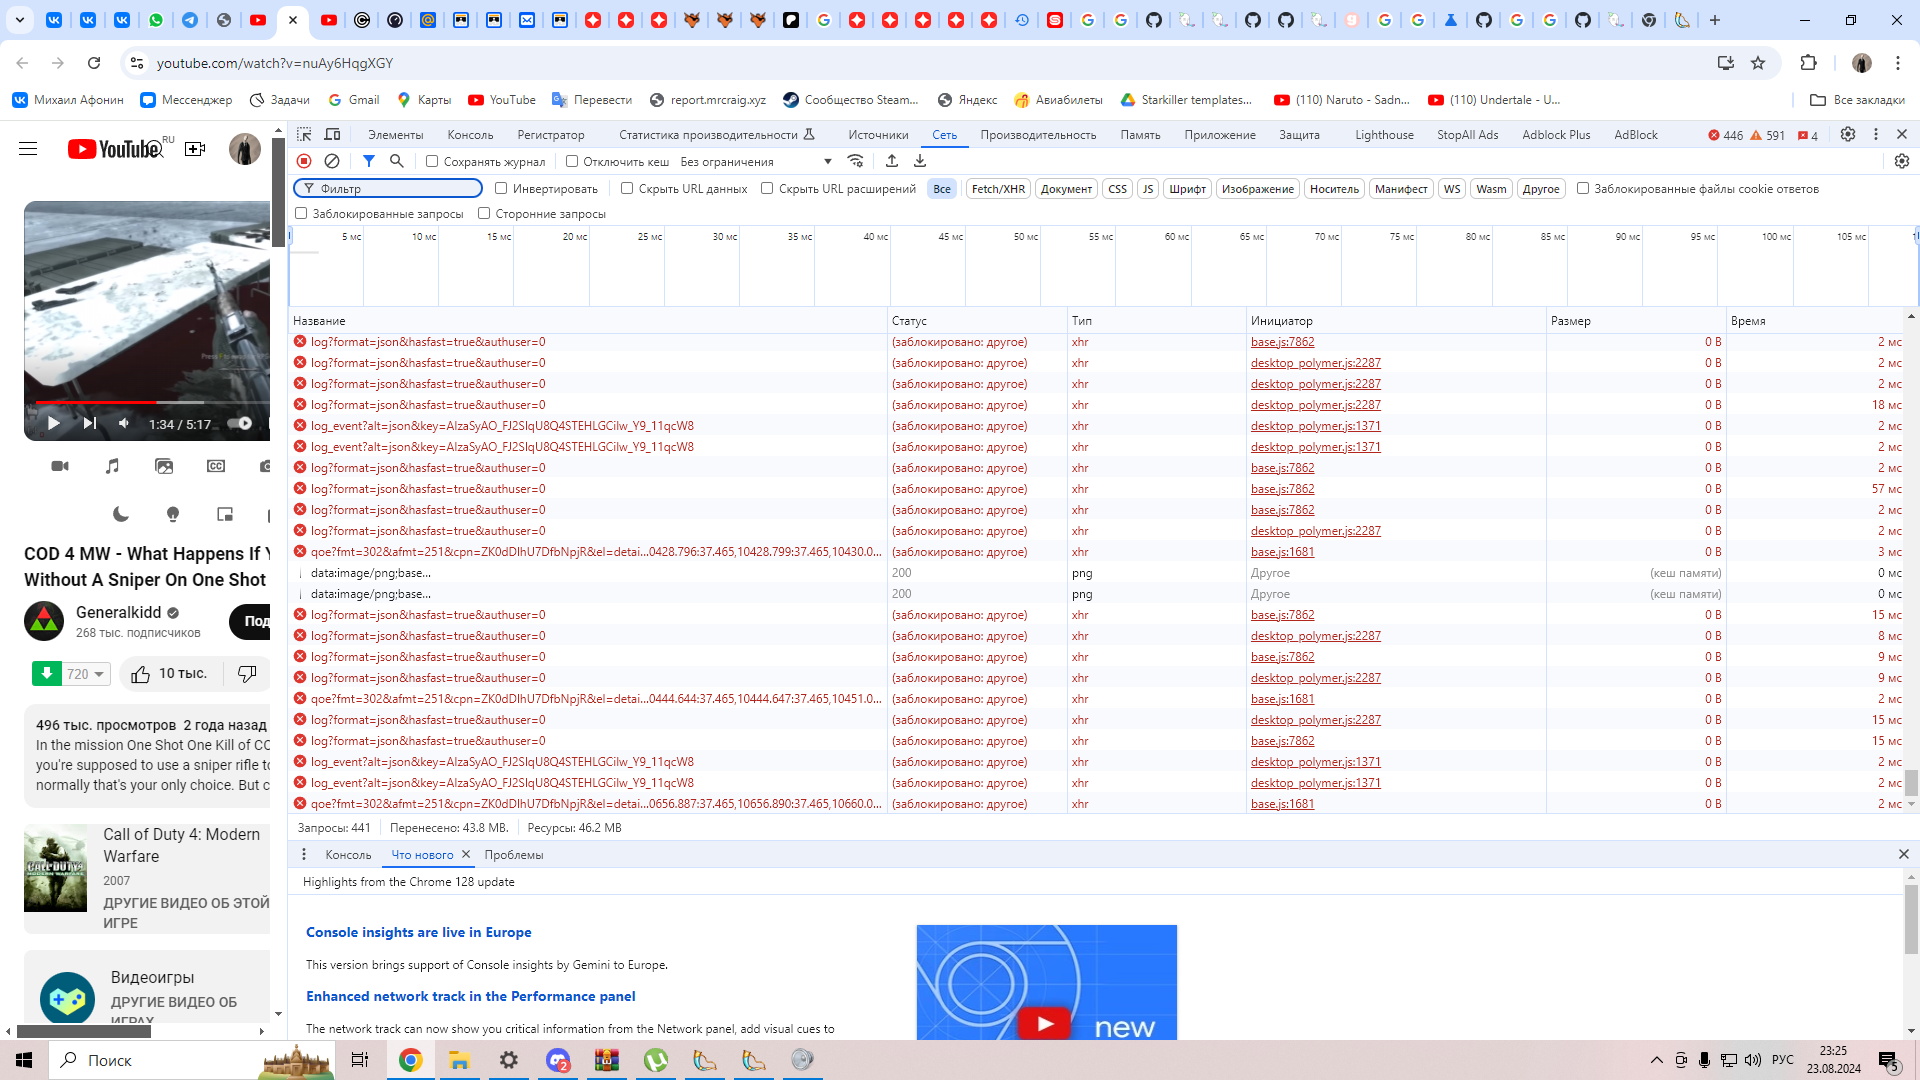 youtube.com/watch?v=nuAy6HqgXGY
Михаил Афонин
Мессенджер
Задачи
Gmail
Карты
YouTube
Перевести
report.mrcraig.xyz
Сообщество Steam...
Яндекс
Авиабилеты
Starkiller templates...
(110) Naruto - Sadn...
(110) Undertale - U...
Все закладки
YouTube RU
Элементы
Консоль
Регистратор
Статистика производительности
Источники
Сеть
Производительность
Память
Приложение
Защита
Lighthouse
StopAll Ads
Adblock Plus
AdBlock
446
591
4
Сохранять журнал
Отключить кеш
Без ограничения
Фильтр
Инвертировать
Скрыть URL данных
Скрыть URL расширений
Все
Fetch/XHR
Документ
CSS
JS
Шрифт
Изображение
Носитель
Манифест
WS
Wasm
Другое
Заблокированные файлы cookie ответов
Заблокированные запросы
Сторонние запросы
5 мс 10 мс 15 мс 20 мс 25 мс 30 мс 35 мс 40 мс 45 мс 50 мс 55 мс 60 мс 65 мс 70 мс 75 мс 80 мс 85 мс 90 мс 95 мс 100 мс 105 мс
Название Статус Тип Инициатор Размер Время
log?format=json&hasfast=true&authuser=0 (заблокировано: другое) xhr base.js:7862 0 B 2 мс
log?format=json&hasfast=true&authuser=0 (заблокировано: другое) xhr desktop_polymer.js:2287 0 B 2 мс
log?format=json&hasfast=true&authuser=0 (заблокировано: другое) xhr desktop_polymer.js:2287 0 B 2 мс
log?format=json&hasfast=true&authuser=0 (заблокировано: другое) xhr desktop_polymer.js:2287 0 B 18 мс
log_event?alt=json&key=AIzaSyAO_FJ2SlqU8Q4STEHLGCilw_Y9_11qcW8 (заблокировано: другое) xhr desktop_polymer.js:1371 0 B 2 мс
log_event?alt=json&key=AIzaSyAO_FJ2SlqU8Q4STEHLGCilw_Y9_11qcW8 (заблокировано: другое) xhr desktop_polymer.js:1371 0 B 2 мс
log?format=json&hasfast=true&authuser=0 (заблокировано: другое) xhr base.js:7862 0 B 2 мс
log?format=json&hasfast=true&authuser=0 (заблокировано: другое) xhr base.js:7862 0 B 57 мс
log?format=json&hasfast=true&authuser=0 (заблокировано: другое) xhr base.js:7862 0 B 2 мс
log?format=json&hasfast=true&authuser=0 (заблокировано: другое) xhr desktop_polymer.js:2287 0 B 2 мс
qoe?fmt=302&afmt=251&cpn=ZK0dDIhU7DfbNpjR&el=detai...0428.796:37.465,10428.799:37.465,10430.0... (заблокировано: другое) xhr base.js:1681 0 B 3 мс
data:image/png;base... 200 png Другое (кеш памяти) 0 мс
data:image/png;base... 200 png Другое (кеш памяти) 0 мс
log?format=json&hasfast=true&authuser=0 (заблокировано: другое) xhr base.js:7862 0 B 15 мс
log?format=json&hasfast=true&authuser=0 (заблокировано: другое) xhr desktop_polymer.js:2287 0 B 8 мс
log?format=json&hasfast=true&authuser=0 (заблокировано: другое) xhr base.js:7862 0 B 9 мс
log?format=json&hasfast=true&authuser=0 (заблокировано: другое) xhr desktop_polymer.js:2287 0 B 9 мс
qoe?fmt=302&afmt=251&cpn=ZK0dDIhU7DfbNpjR&el=detai...0444.644:37.465,10444.647:37.465,10451.0... (заблокировано: другое) xhr base.js:1681 0 B 2 мс
log?format=json&hasfast=true&authuser=0 (заблокировано: другое) xhr desktop_polymer.js:2287 0 B 15 мс
log?format=json&hasfast=true&authuser=0 (заблокировано: другое) xhr base.js:7862 0 B 15 мс
log_event?alt=json&key=AIzaSyAO_FJ2SlqU8Q4STEHLGCilw_Y9_11qcW8 (заблокировано: другое) xhr desktop_polymer.js:1371 0 B 2 мс
log_event?alt=json&key=AIzaSyAO_FJ2SlqU8Q4STEHLGCilw_Y9_11qcW8 (заблокировано: другое) xhr desktop_polymer.js:1371 0 B 2 мс
qoe?fmt=302&afmt=251&cpn=ZK0dDIhU7DfbNpjR&el=detai...0656.887:37.465,10656.890:37.465,10660.0... (заблокировано: другое) xhr base.js:1681 0 B 2 мс
Запросы: 441
Перенесено: 43.8 MB.
Ресурсы: 46.2 MB
Консоль
Что нового
Проблемы
Highlights from the Chrome 128 update
Console insights are live in Europe
This version brings support of Console insights by Gemini to Europe.
Enhanced network track in the Performance panel
The network track can now show you critical information from the Network panel, add visual cues to
new
1:34 / 5:17
CC
COD 4 MW - What Happens If Y
Without A Sniper On One Shot
Generalkidd
268 тыс. подписчиков
Под
720
10 тыс.
496 тыс. просмотров 2 года назад
In the mission One Shot One Kill of CO
you're supposed to use a sniper rifle to
normally that's your only choice. But c
CALL OF DUTY 4
Call of Duty 4: Modern
Warfare
2007
ДРУГИЕ ВИДЕО ОБ ЭТОЙ
ИГРЕ
Видеоигры
ДРУГИЕ ВИДЕО ОБ
ИГРАХ
Поиск
2
РУС
23:25
23.08.2024
5